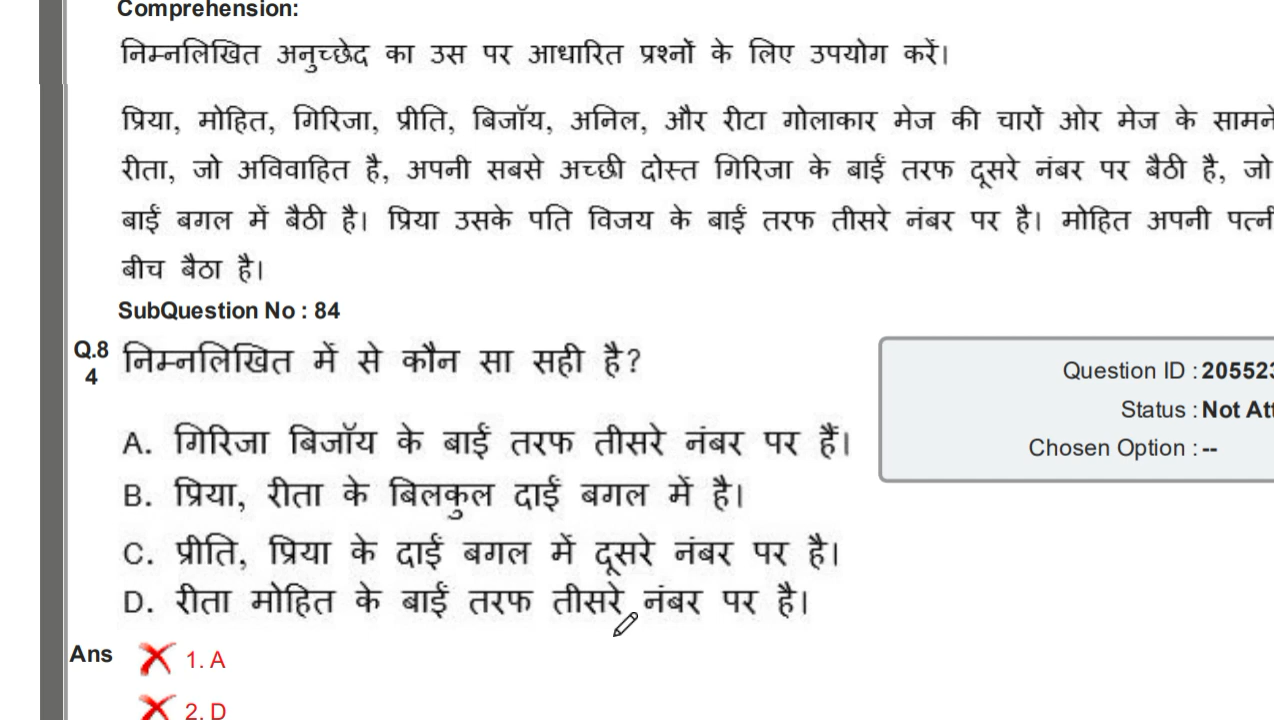 Comprehension:
निम्नलिखित अनुच्छेद का उस पर आधारित प्रश्नों के लिए उपयोग करें।
प्रिया, मोहित, गिरिजा, प्रीति, बिजॉय, अनिल, और रीटा गोलाकार मेज की चारों ओर मेज के सामने
रीता, जो अविवाहित है, अपनी सबसे अच्छी दोस्त गिरिजा के बाईं तरफ दूसरे नंबर पर बैठी है, जो
बाईं बगल में बैठी है। प्रिया उसके पति विजय के बाईं तरफ तीसरे नंबर पर है। मोहित अपनी
बीच बैठा है।
SubQuestion No : 84
Q.84 निम्नलिखित में से कौन सा सही है?
Question ID : 205523
Status : Not Att
Chosen Option : --
A. गिरिजा बिजॉय के बाईं तरफ तीसरे नंबर पर हैं।
B. प्रिया, रीता के बिलकुल दाईं बगल में है।
C. प्रीति, प्रिया के दाईं बगल में दूसरे नंबर पर है।
D. रीता मोहित के बाईं तरफ तीसरे नंबर पर है।
Ans 1. A
2. D